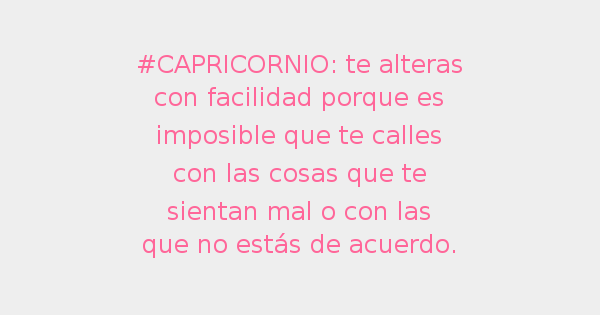 #CAPRICORNIO: te alteras
con facilidad porque es
imposible que te calles
con las cosas que te
sientan mal o con las
que no estás de acuerdo.